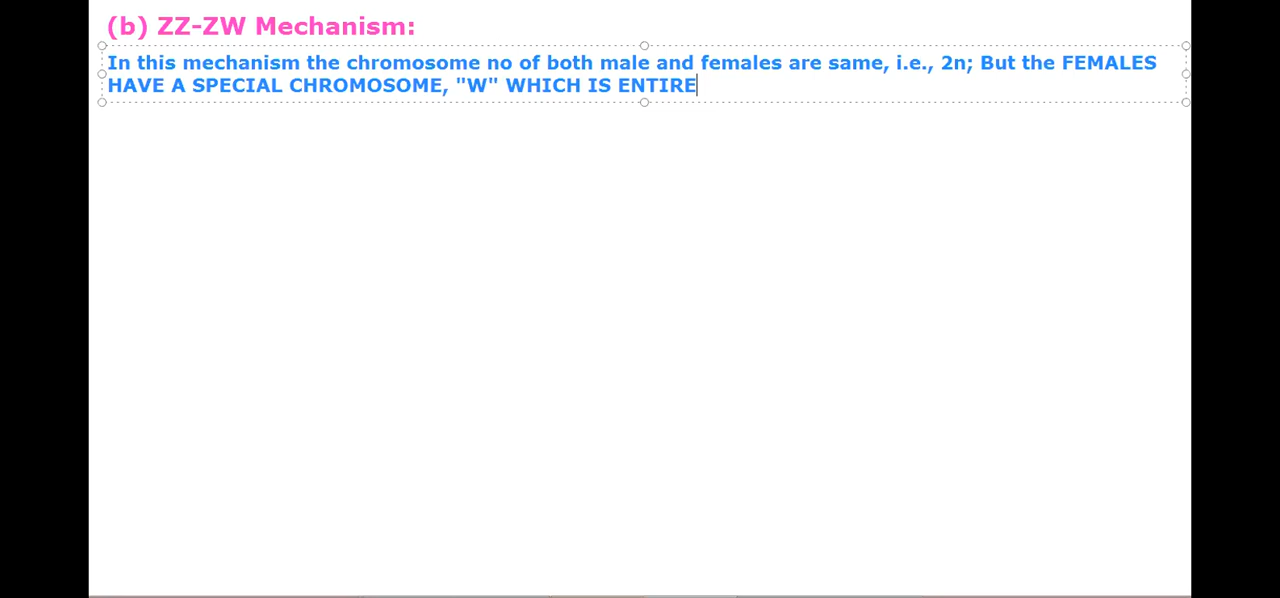 (b) ZZ-ZW Mechanism:
In this mechanism the chromosome no of both male and females are same, i.e., 2n; But the FEMALES
HAVE A SPECIAL CHROMOSOME, "W" WHICH IS ENTIRE